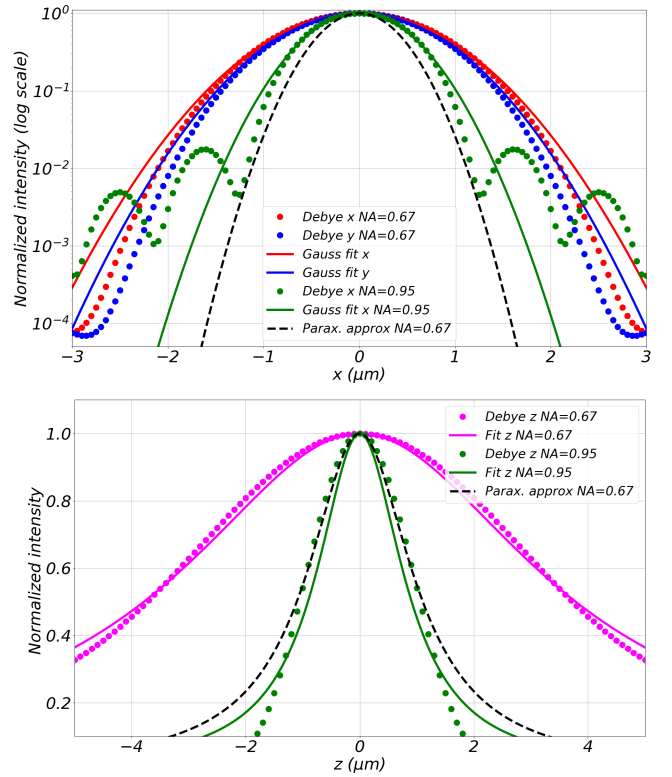 Normalized intensity (log scale)
10⁰
10⁻¹
10⁻²
10⁻³
10⁻⁴
Debye x NA=0.67
Debye y NA=0.67
Gauss fit x
Gauss fit y
Debye x NA=0.95
Gauss fit x NA=0.95
Parax. approx NA=0.67
−3 −2 −1 0 1 2 3
x (μm)
Normalized intensity
1.0
0.8
0.6
0.4
0.2
Debye z NA=0.67
Fit z NA=0.67
Debye z NA=0.95
Fit z NA=0.95
Parax. approx NA=0.67
−4 −2 0 2 4
z (μm)